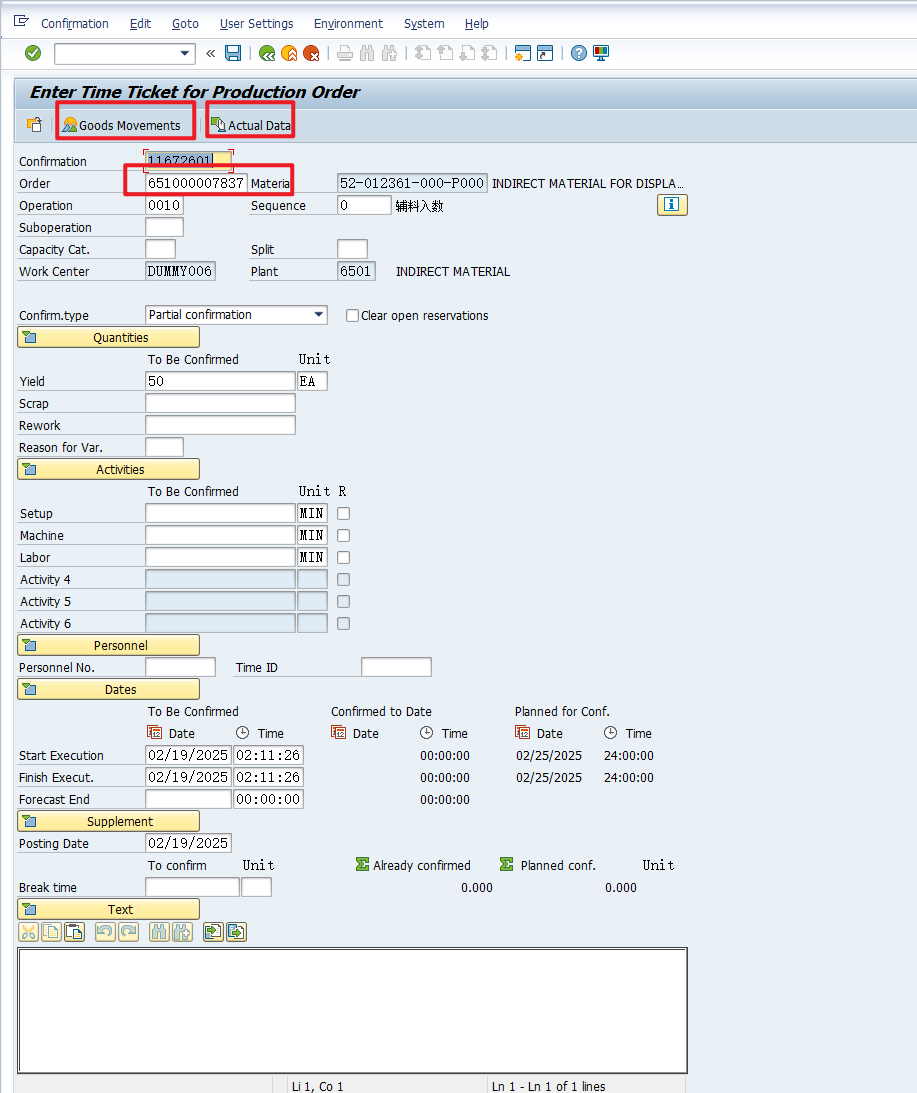 Confirmation Edit Goto User Settings Environment System Help
Enter Time Ticket for Production Order
Goods Movements Actual Data
Confirmation 11672601
Order 651000007837 Material 52-012361-000-P000 INDIRECT MATERIAL FOR DISPLA…
Operation 0010 Sequence 0 辅料入数
Suboperation
Capacity Cat. Split
Work Center DUMMY006 Plant 6501 INDIRECT MATERIAL
Confirm.type Partial confirmation Clear open reservations
Quantities
To Be Confirmed Unit
Yield 50 EA
Scrap
Rework
Reason for Var.
Activities
To Be Confirmed Unit R
Setup MIN
Machine MIN
Labor MIN
Activity 4
Activity 5
Activity 6
Personnel
Personnel No. Time ID
Dates
To Be Confirmed Confirmed to Date Planned for Conf.
Date Time Date Time Date Time
Start Execution 02/19/2025 02:11:26 00:00:00 02/25/2025 24:00:00
Finish Execut. 02/19/2025 02:11:26 00:00:00 02/25/2025 24:00:00
Forecast End 00:00:00 00:00:00
Supplement
Posting Date 02/19/2025
To confirm Unit Already confirmed Planned conf. Unit
Break time 0.000 0.000
Text
Li 1, Co 1 Ln 1 - Ln 1 of 1 lines